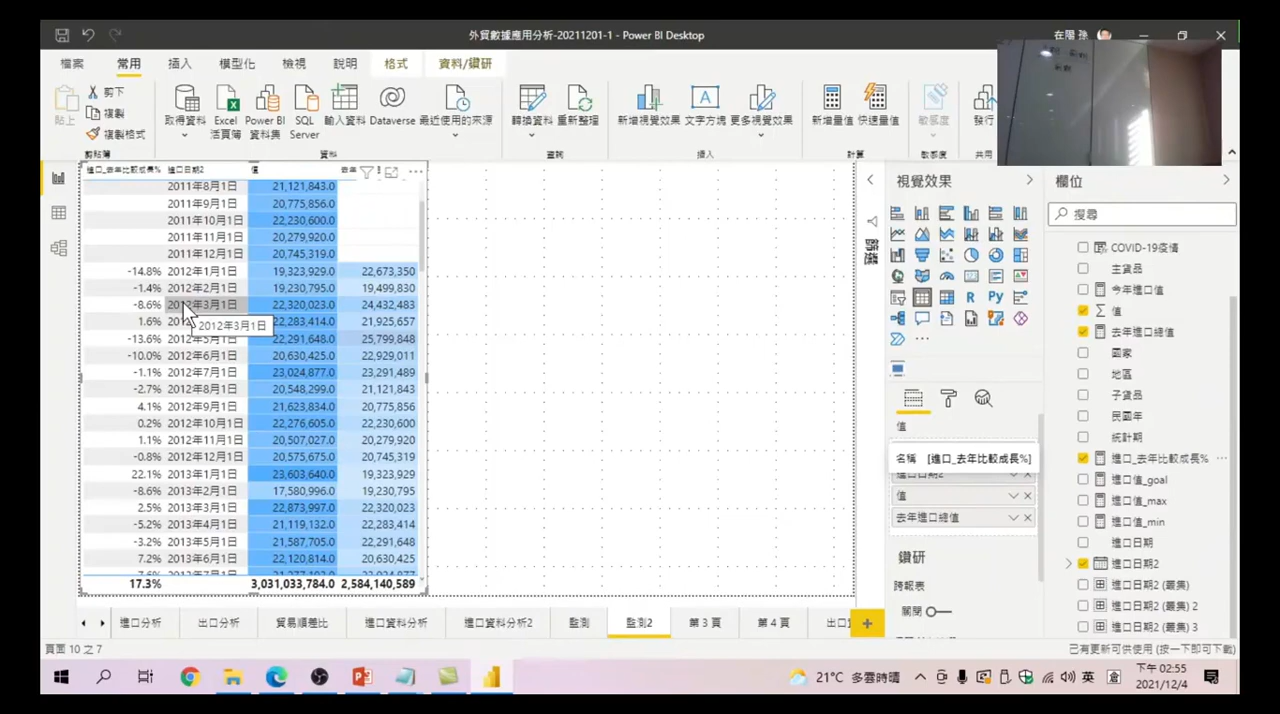 外貿數據應用分析-20211201-1 - Power BI Desktop
檔案 常用 插入 模型化 檢視 說明 格式 資料/鑽研
貼上 剪下 複製 複製格式
取得資料 Excel 活頁簿 Power BI 資料集 SQL Server 輸入資料 Dataverse 最近使用的來源 轉換資料 重新整理 新增視覺效果 文字方塊 更多視覺效果 新增量值 快速量值 敏感度 發行
剪貼簿 資料 查詢 插入 計算 敏感度 共用
進口_去年比較成長% 進口日期2 值 去年
2011年8月1日 21,121,843.0
2011年9月1日 20,775,856.0
2011年10月1日 22,230,600.0
2011年11月1日 20,279,920.0
2011年12月1日 20,745,319.0
-14.8% 2012年1月1日 19,323,929.0 22,673,350
-1.4% 2012年2月1日 19,230,795.0 19,499,830
-8.6% 2012年3月1日 22,320,023.0 24,432,483
1.6% 22,283,414.0 21,925,657
2012年3月1日
-13.6% 2012年5月1日 22,291,648.0 25,799,848
-10.0% 2012年6月1日 20,630,425.0 22,929,011
-1.1% 2012年7月1日 23,024,877.0 23,291,489
-2.7% 2012年8月1日 20,548,299.0 21,121,843
4.1% 2012年9月1日 21,623,834.0 20,775,856
0.2% 2012年10月1日 22,276,605.0 22,230,600
1.1% 2012年11月1日 20,507,027.0 20,279,920
-0.8% 2012年12月1日 20,575,675.0 20,745,319
22.1% 2013年1月1日 23,603,640.0 19,323,929
-8.6% 2013年2月1日 17,580,996.0 19,230,795
2.5% 2013年3月1日 22,873,997.0 22,320,023
-5.2% 2013年4月1日 21,119,132.0 22,283,414
-3.2% 2013年5月1日 21,587,705.0 22,291,648
7.2% 2013年6月1日 22,120,814.0 20,630,425
17.3% 3,031,033,784.0 2,584,140,589
視覺效果
R Py
值
名稱 [進口_去年比較成長%]
進口日期2
值
去年進口總值
鑽研
跨報表
關閉
欄位
搜尋
COVID-19疫情
主貨品
今年進口值
值
去年進口總值
國家
地區
子貨品
民國年
統計期
進口_去年比較成長%
進口值_goal
進口值_max
進口值_min
進口日期
進口日期2
進口日期2 (叢集)
進口日期2 (叢集) 2
進口日期2 (叢集) 3
進口分析 出口分析 貿易順差比 進口資料分析 進口資料分析2 監測 監測2 第 3 頁 第 4 頁
頁面 10 之 7
已有更新可供使用 (按一下即可下載)
21°C 多雲時晴 英
下午 02:55
2021/12/4